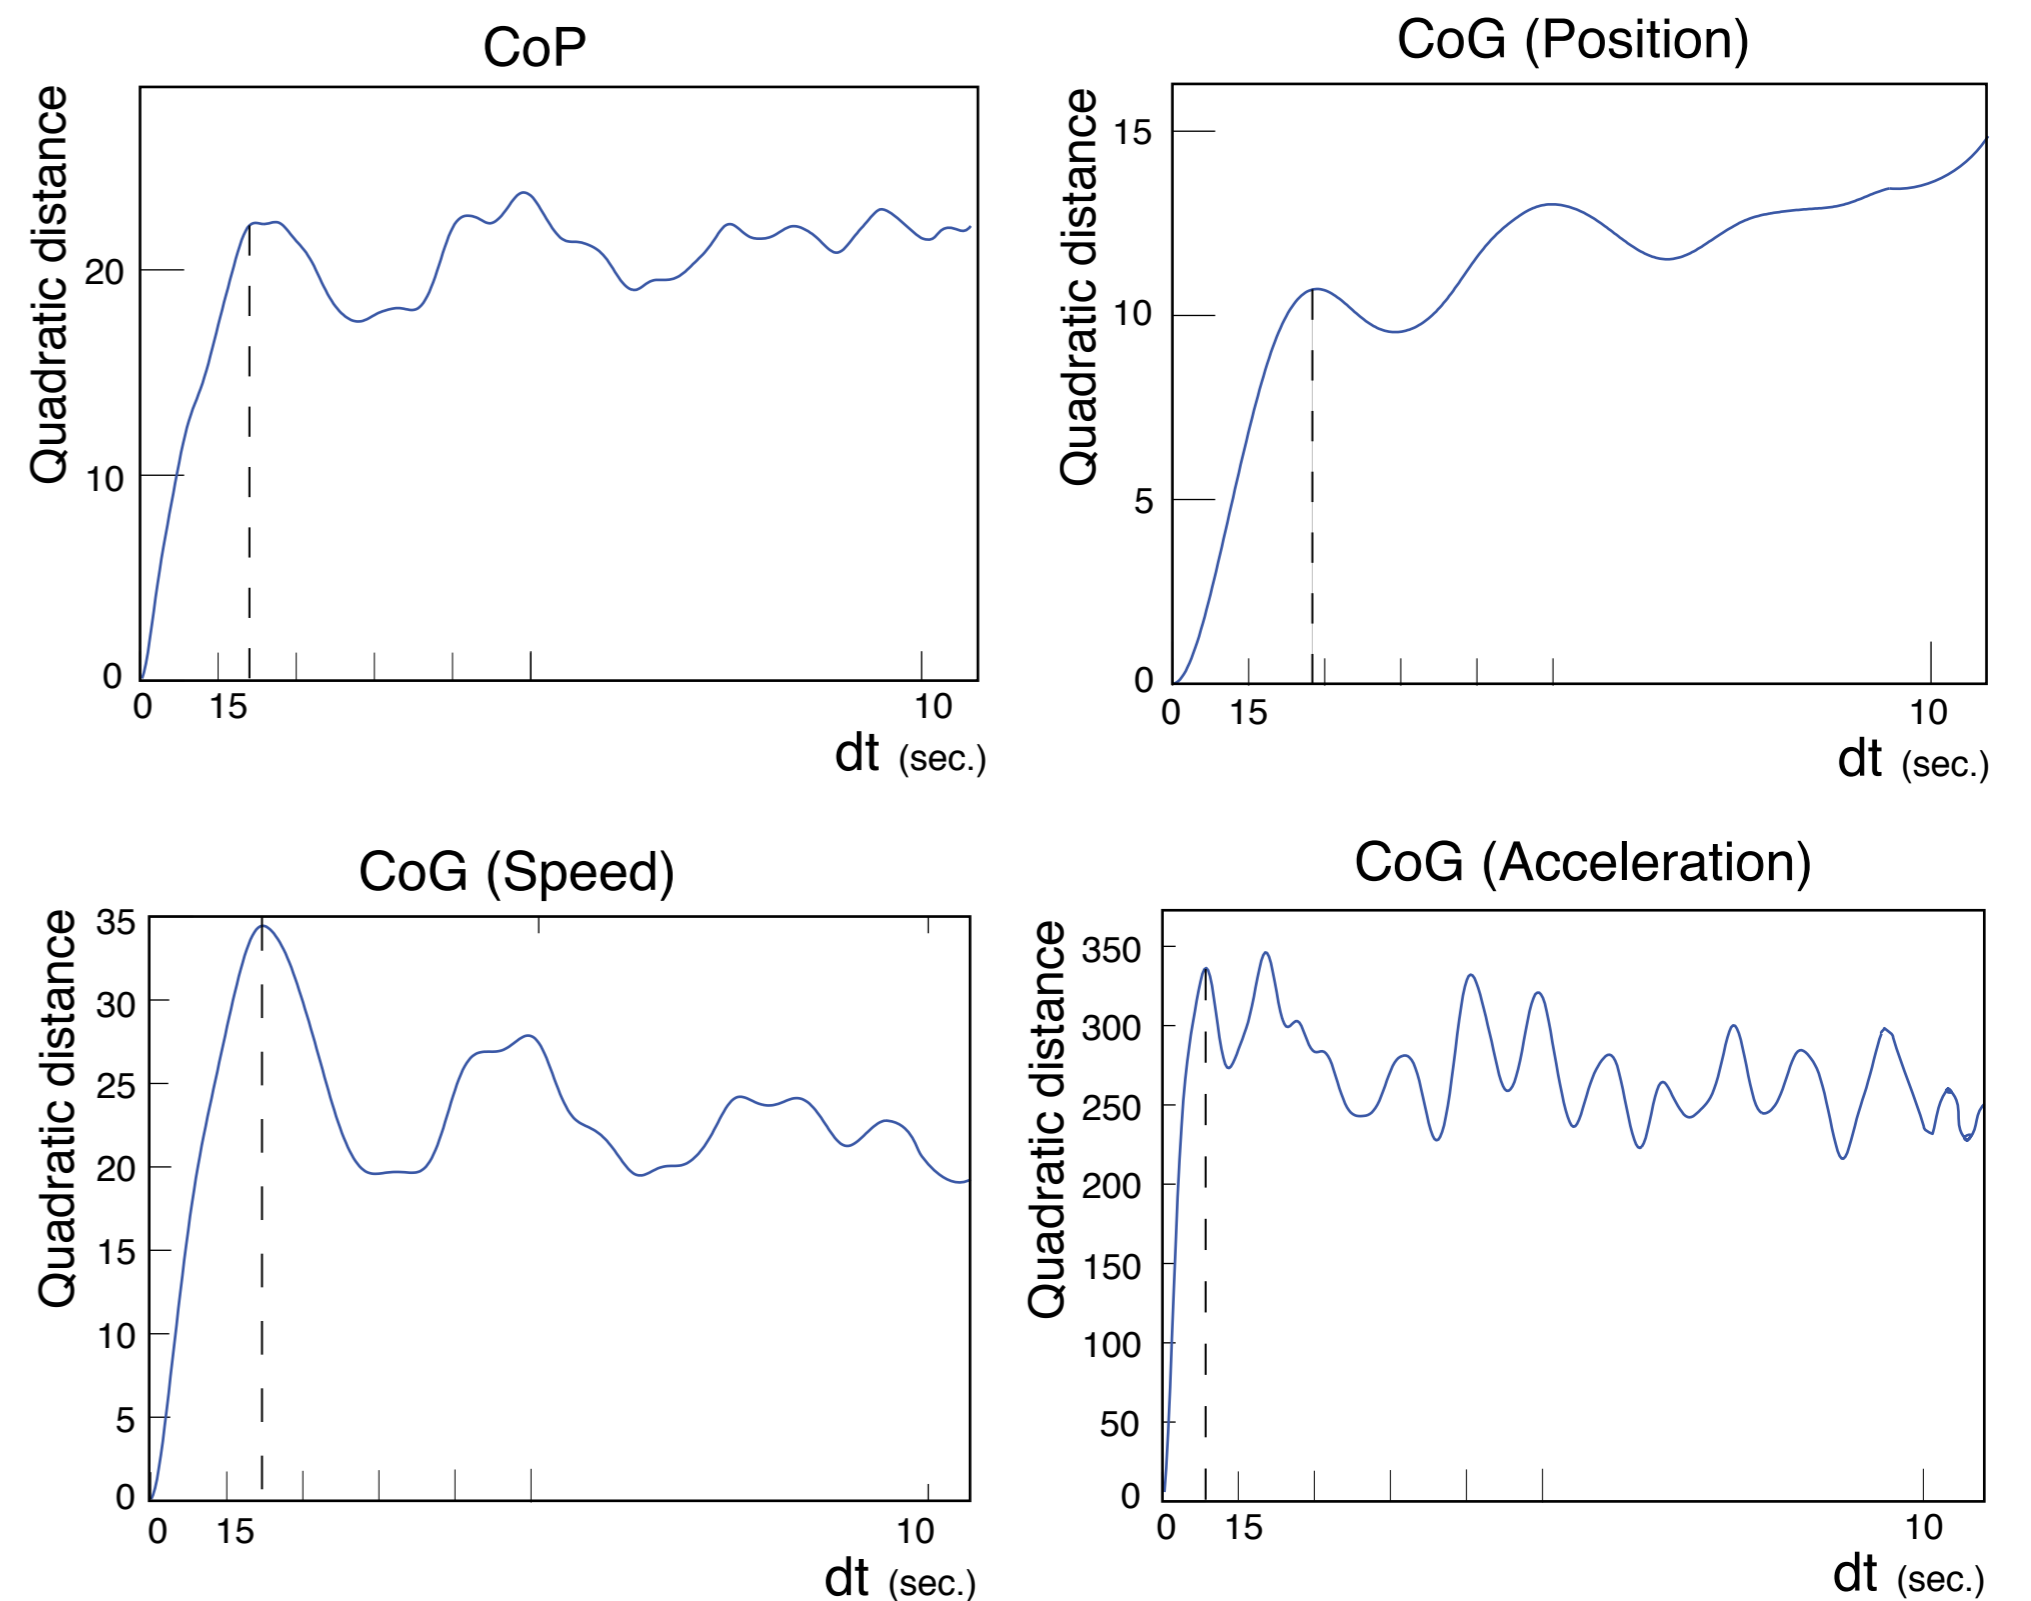 CoP
Quadratic distance
20
10
0
0 15 10
dt (sec.)
CoG (Position)
Quadratic distance
15
10
5
0
0 15 10
dt (sec.)
CoG (Speed)
Quadratic distance
35
30
25
20
15
10
5
0
0 15 10
dt (sec.)
CoG (Acceleration)
Quadratic distance
350
300
250
200
150
100
50
0
0 15 10
dt (sec.)